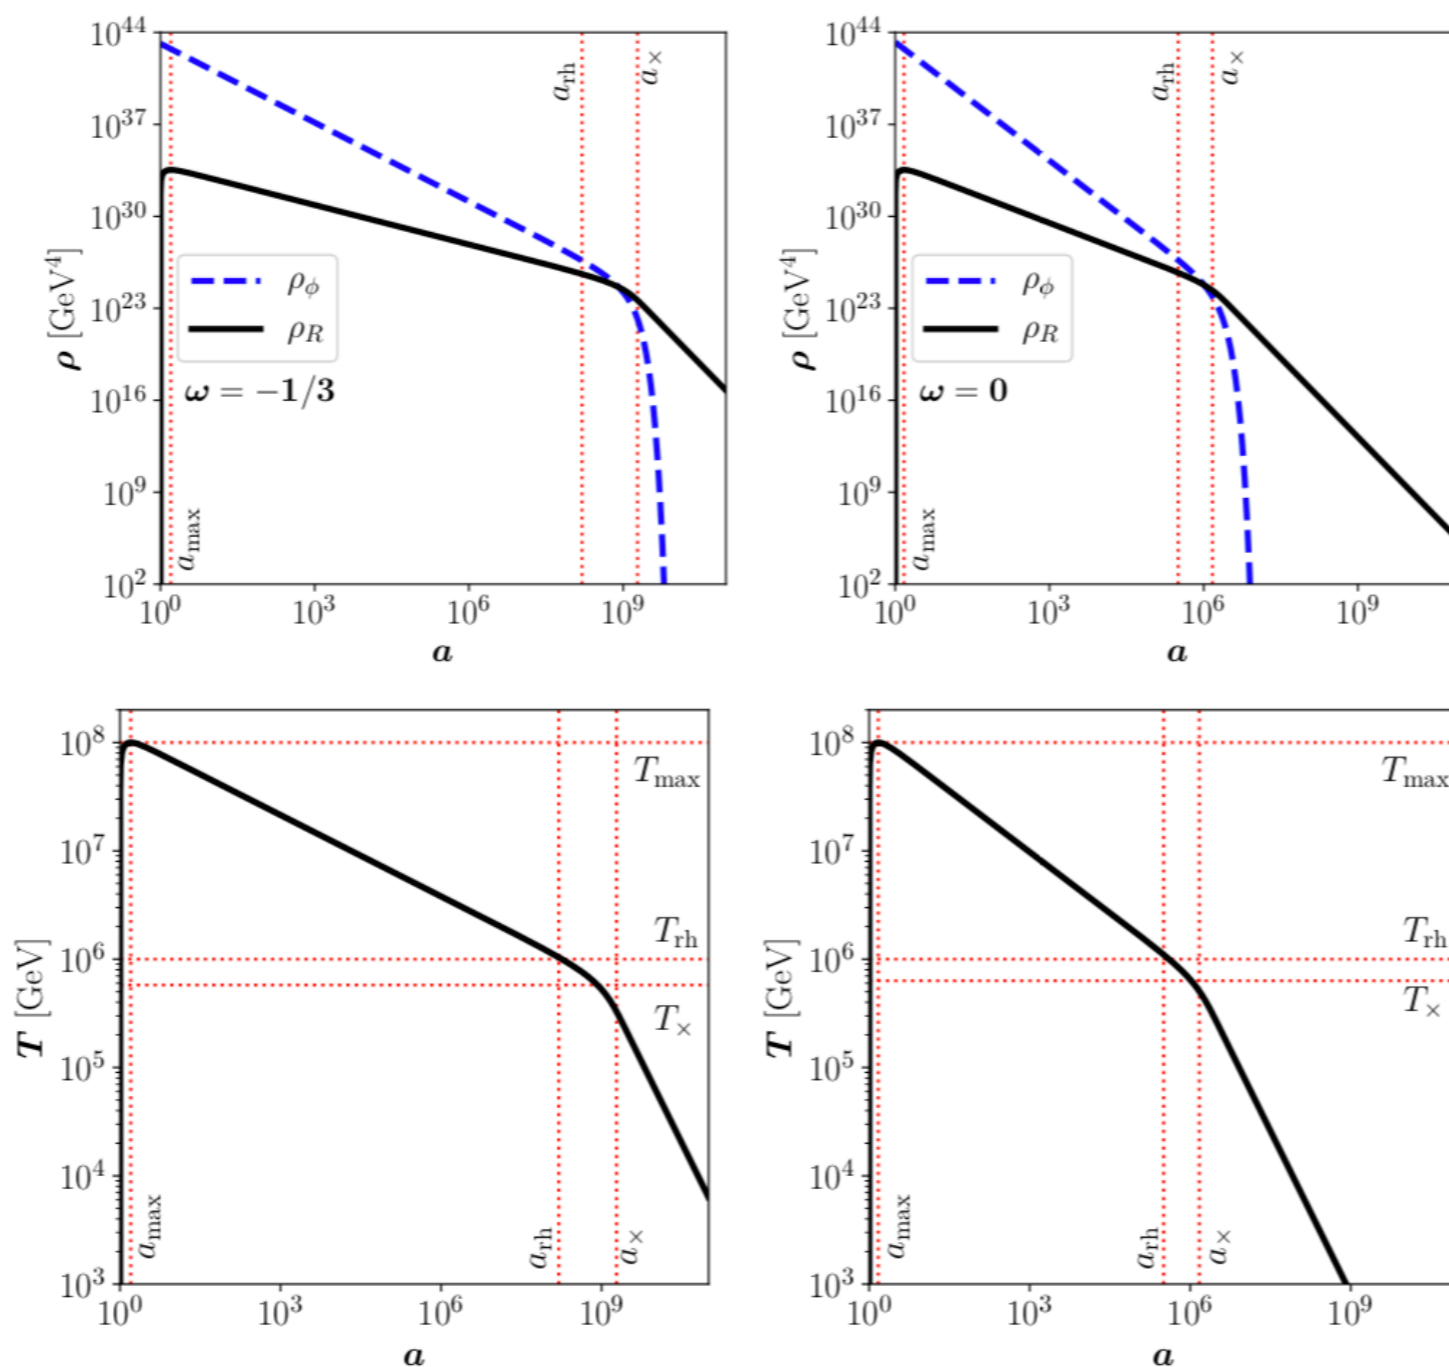 10^44
10^37
10^30
10^23
10^16
10^9
10^2
ρ [GeV^4]
a_rh
a_×
ρ_ϕ
ρ_R
ω = −1/3
a_max
10^0
10^3
10^6
10^9
a
10^44
10^37
10^30
10^23
10^16
10^9
10^2
ρ [GeV^4]
a_rh
a_×
ρ_ϕ
ρ_R
ω = 0
a_max
10^0
10^3
10^6
10^9
a
10^8
10^7
10^6
10^5
10^4
10^3
T [GeV]
T_max
T_rh
T_×
a_max
a_rh
a_×
10^0
10^3
10^6
10^9
a
10^8
10^7
10^6
10^5
10^4
10^3
T [GeV]
T_max
T_rh
T_×
a_max
a_rh
a_×
10^0
10^3
10^6
10^9
a